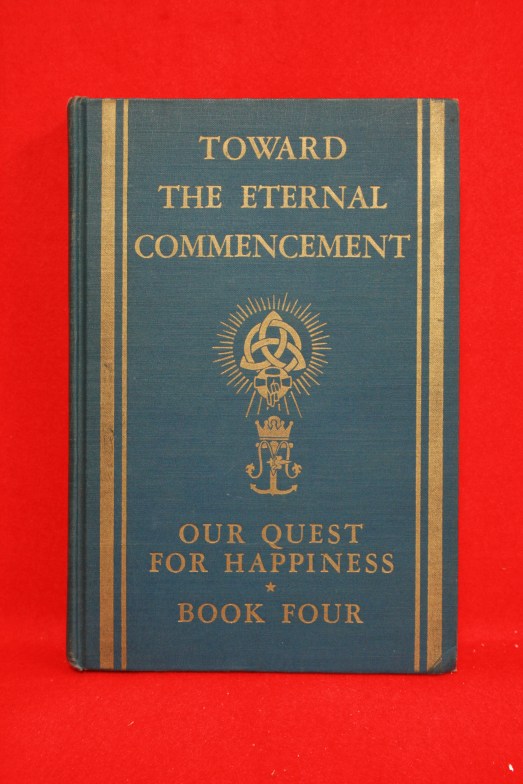 TOWARD
THE ETERNAL
COMMENCEMENT
OUR QUEST
FOR HAPPINESS
BOOK FOUR